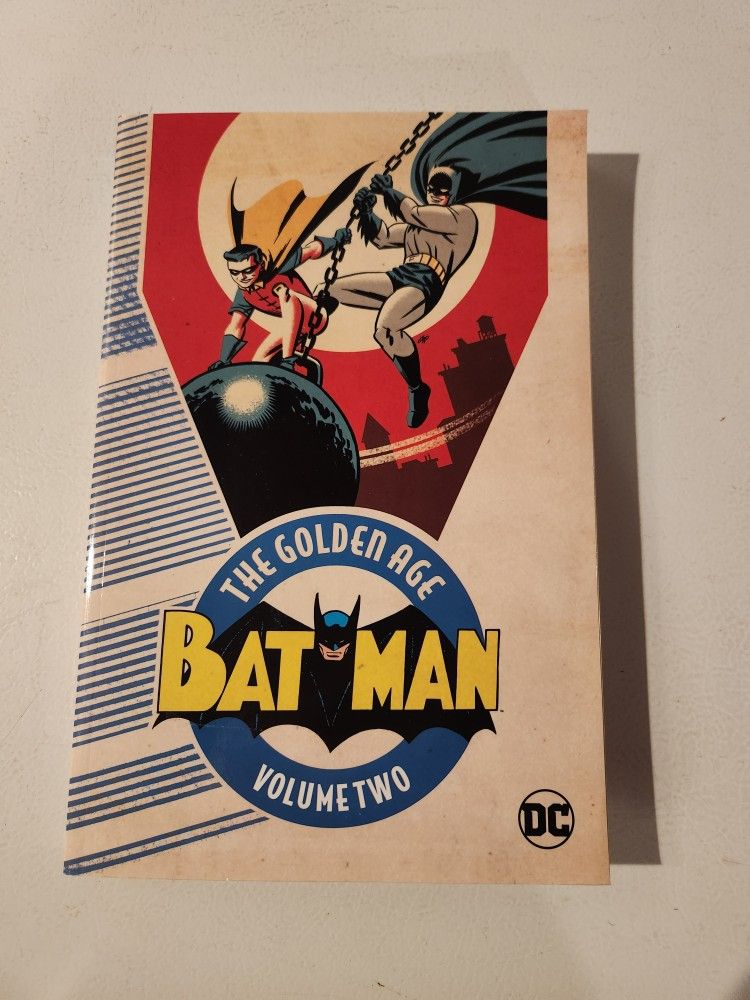 THE GOLDEN AGE
BATMAN
VOLUME TWO
DC